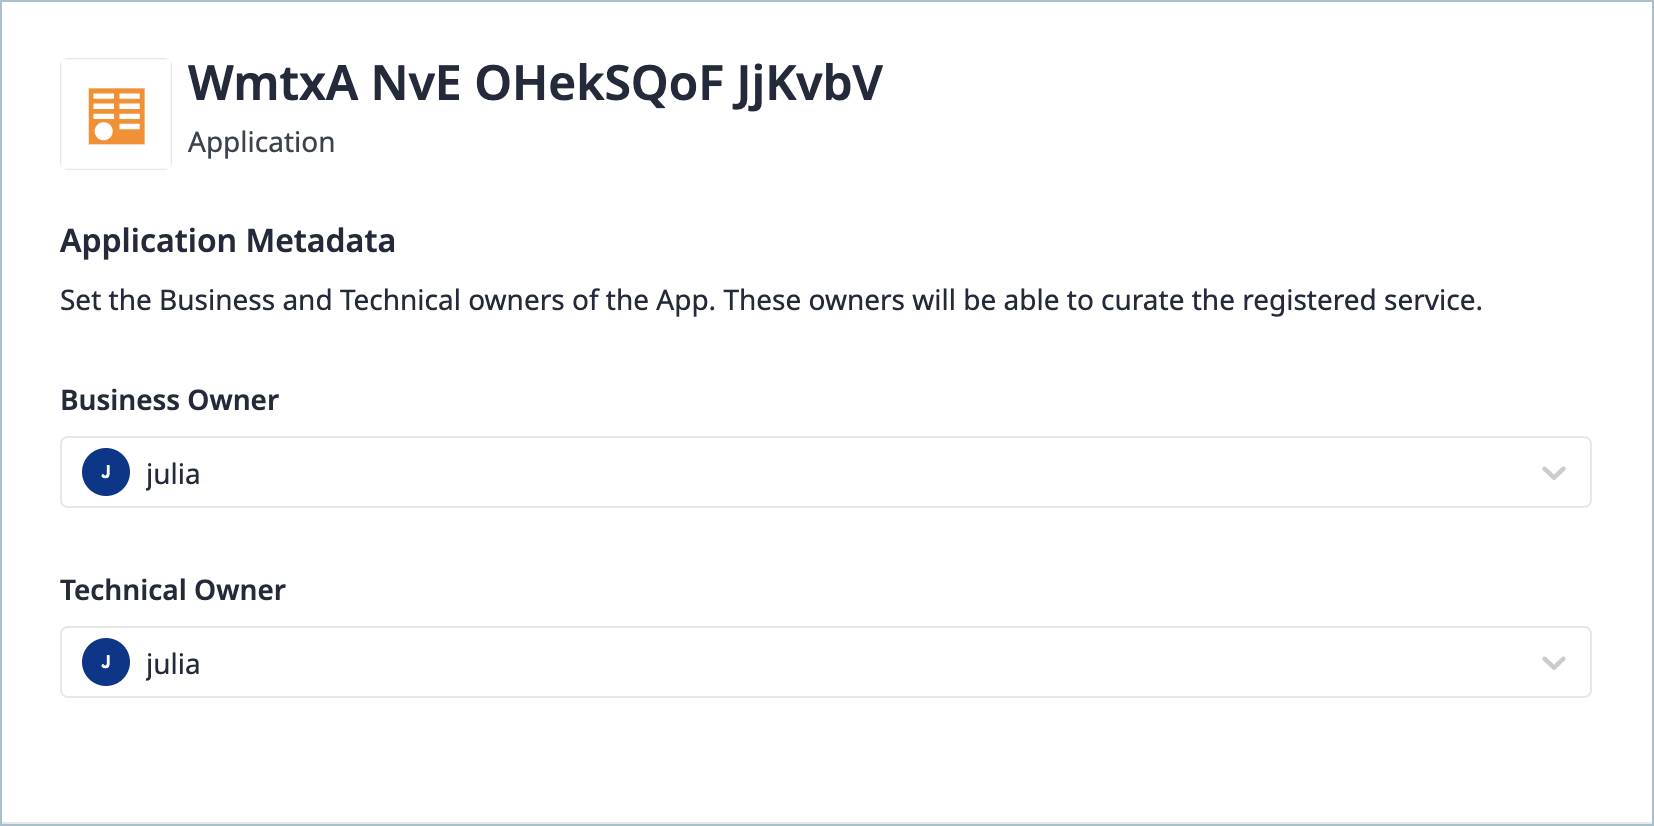 WmtxA NvE OHekSQoF JjKvbV
Application
Application Metadata
Set the Business and Technical owners of the App. These owners will be able to curate the registered service.
Business Owner
J julia
Technical Owner
J julia